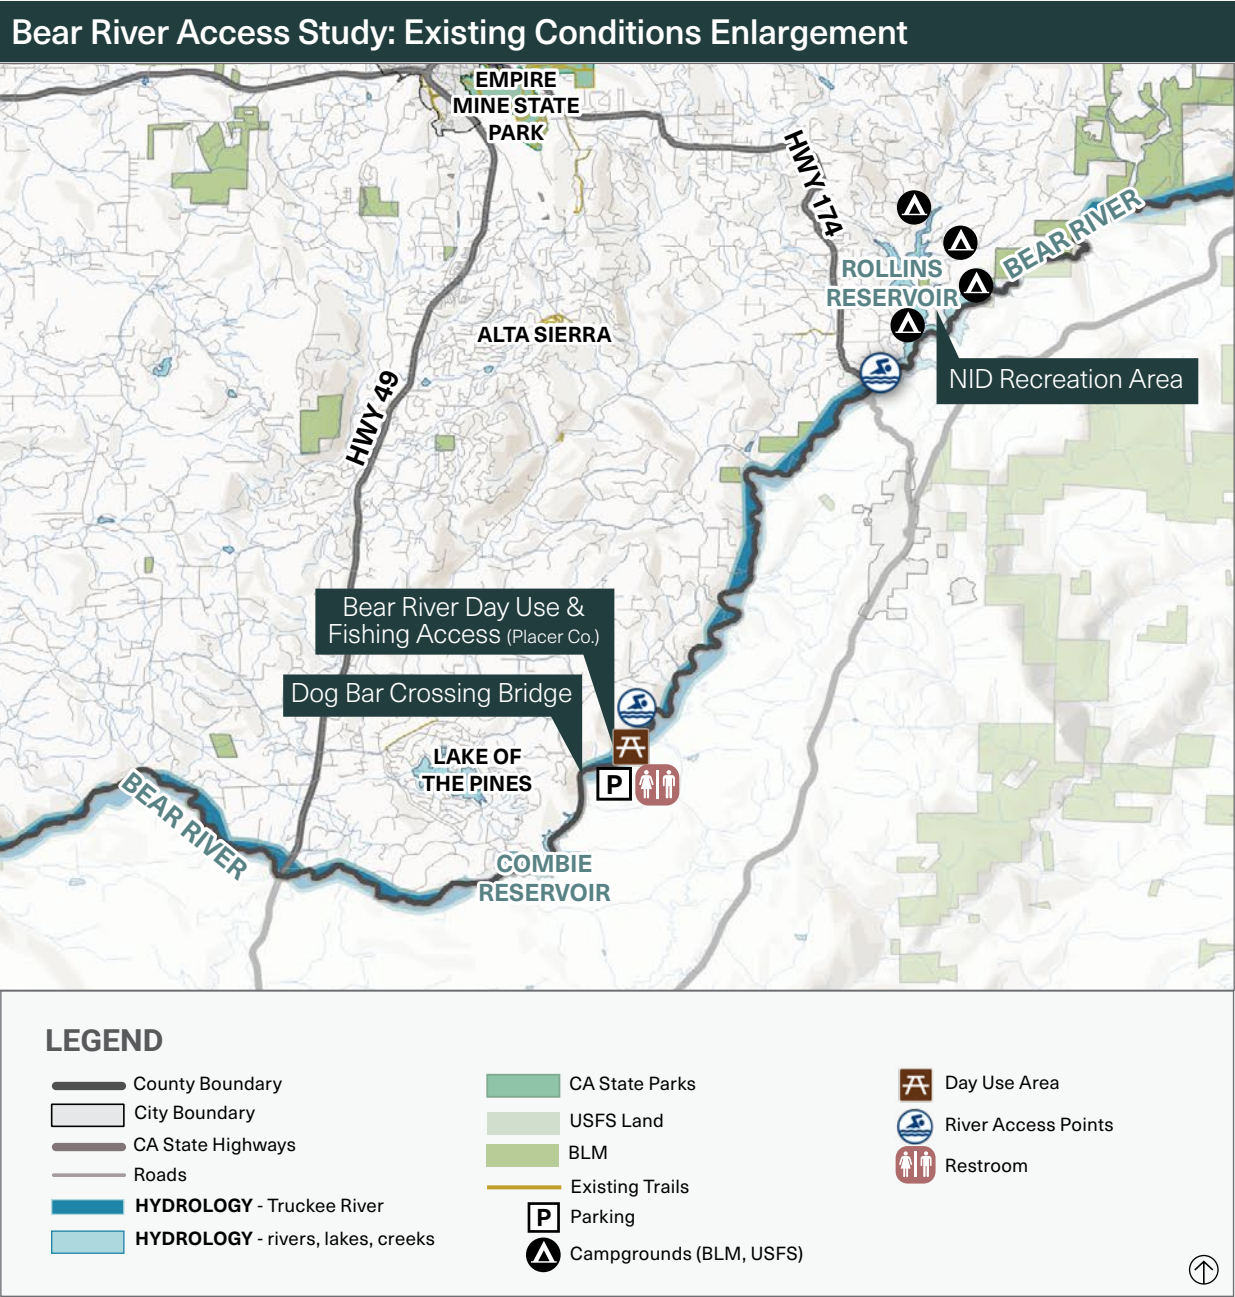 Bear River Access Study: Existing Conditions Enlargement
EMPIRE
MINE STATE
PARK
HWY 174
BEAR RIVER
ROLLINS
RESERVOIR
ALTA SIERRA
NID Recreation Area
HWY 49
Bear River Day Use &
Fishing Access (Placer Co.)
Dog Bar Crossing Bridge
LAKE OF
THE PINES
P
BEAR RIVER
COMBIE
RESERVOIR
LEGEND
County Boundary
City Boundary
CA State Highways
Roads
HYDROLOGY - Truckee River
HYDROLOGY - rivers, lakes, creeks
CA State Parks
USFS Land
BLM
Existing Trails
P Parking
Campgrounds (BLM, USFS)
Day Use Area
River Access Points
Restroom